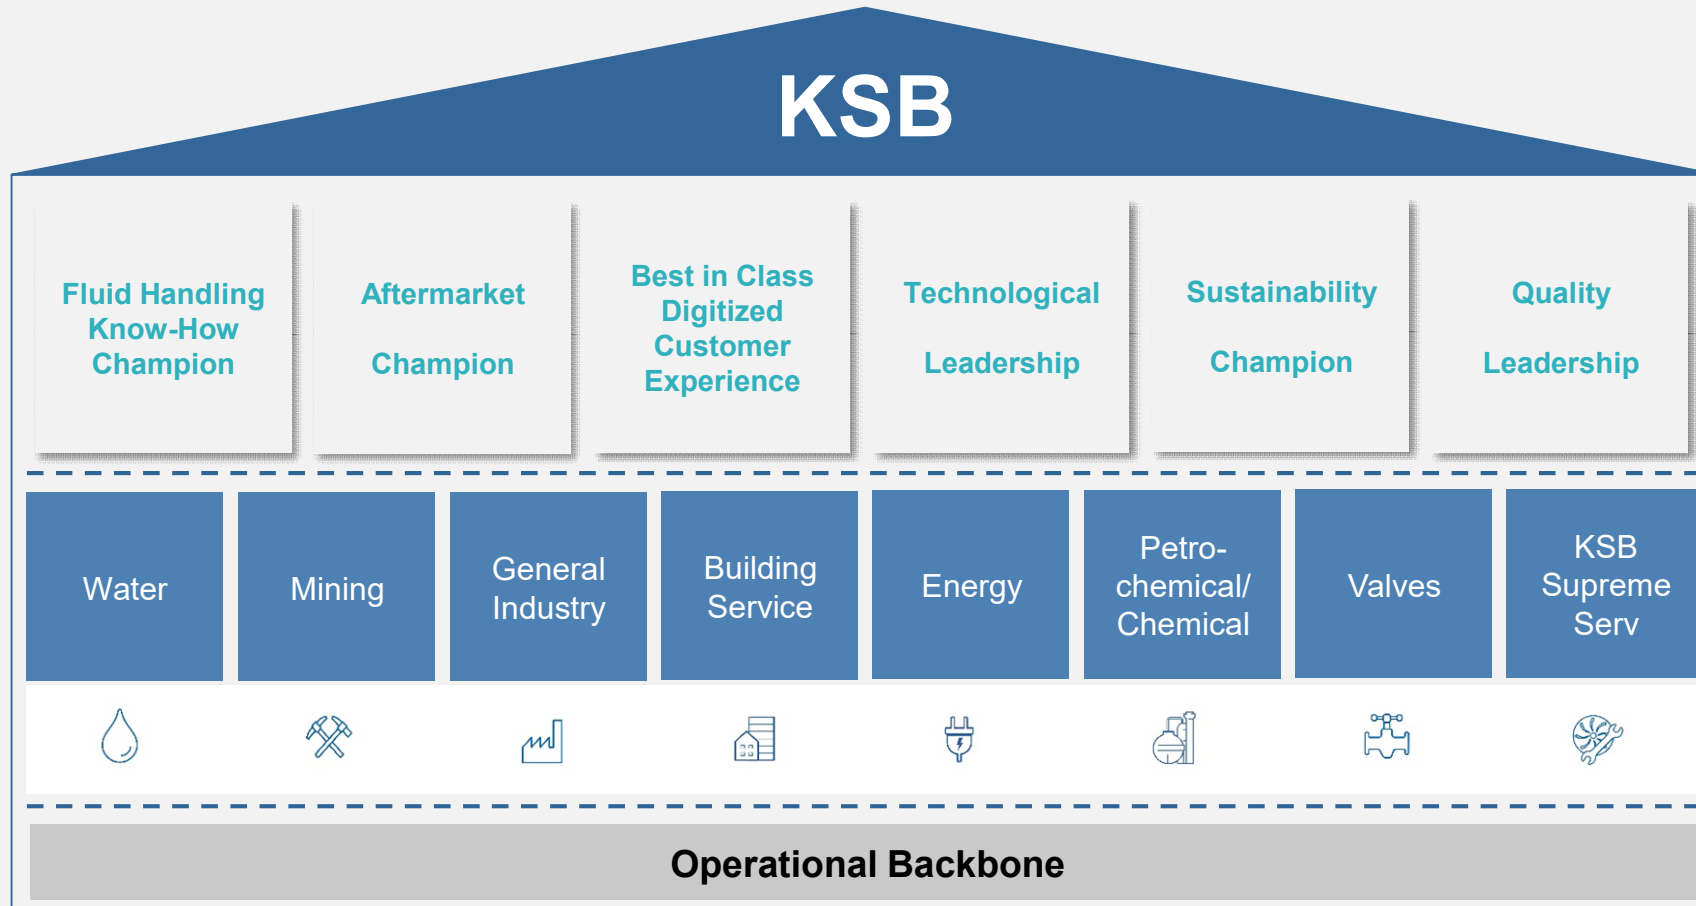 KSB
Fluid Handling
Know-How
Champion
Aftermarket
Champion
Best in Class
Digitized
Customer
Experience
Technological
Leadership
Sustainability
Champion
Quality
Leadership
Water
Mining
General
Industry
Building
Service
Energy
Petro-
chemical/
Chemical
Valves
KSB
Supreme
Serv
Operational Backbone